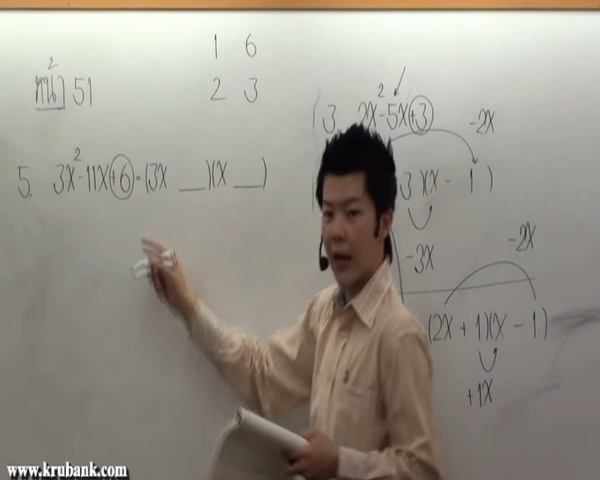 1 6
หน้า 51
2 3
3 2x²-5x+3
-2x
5. 3x²-11x+6=(3x __)(x __)
3)(x - 1)
-3x
-2x
(2x + 1)(x - 1)
+1x
www.krubank.com